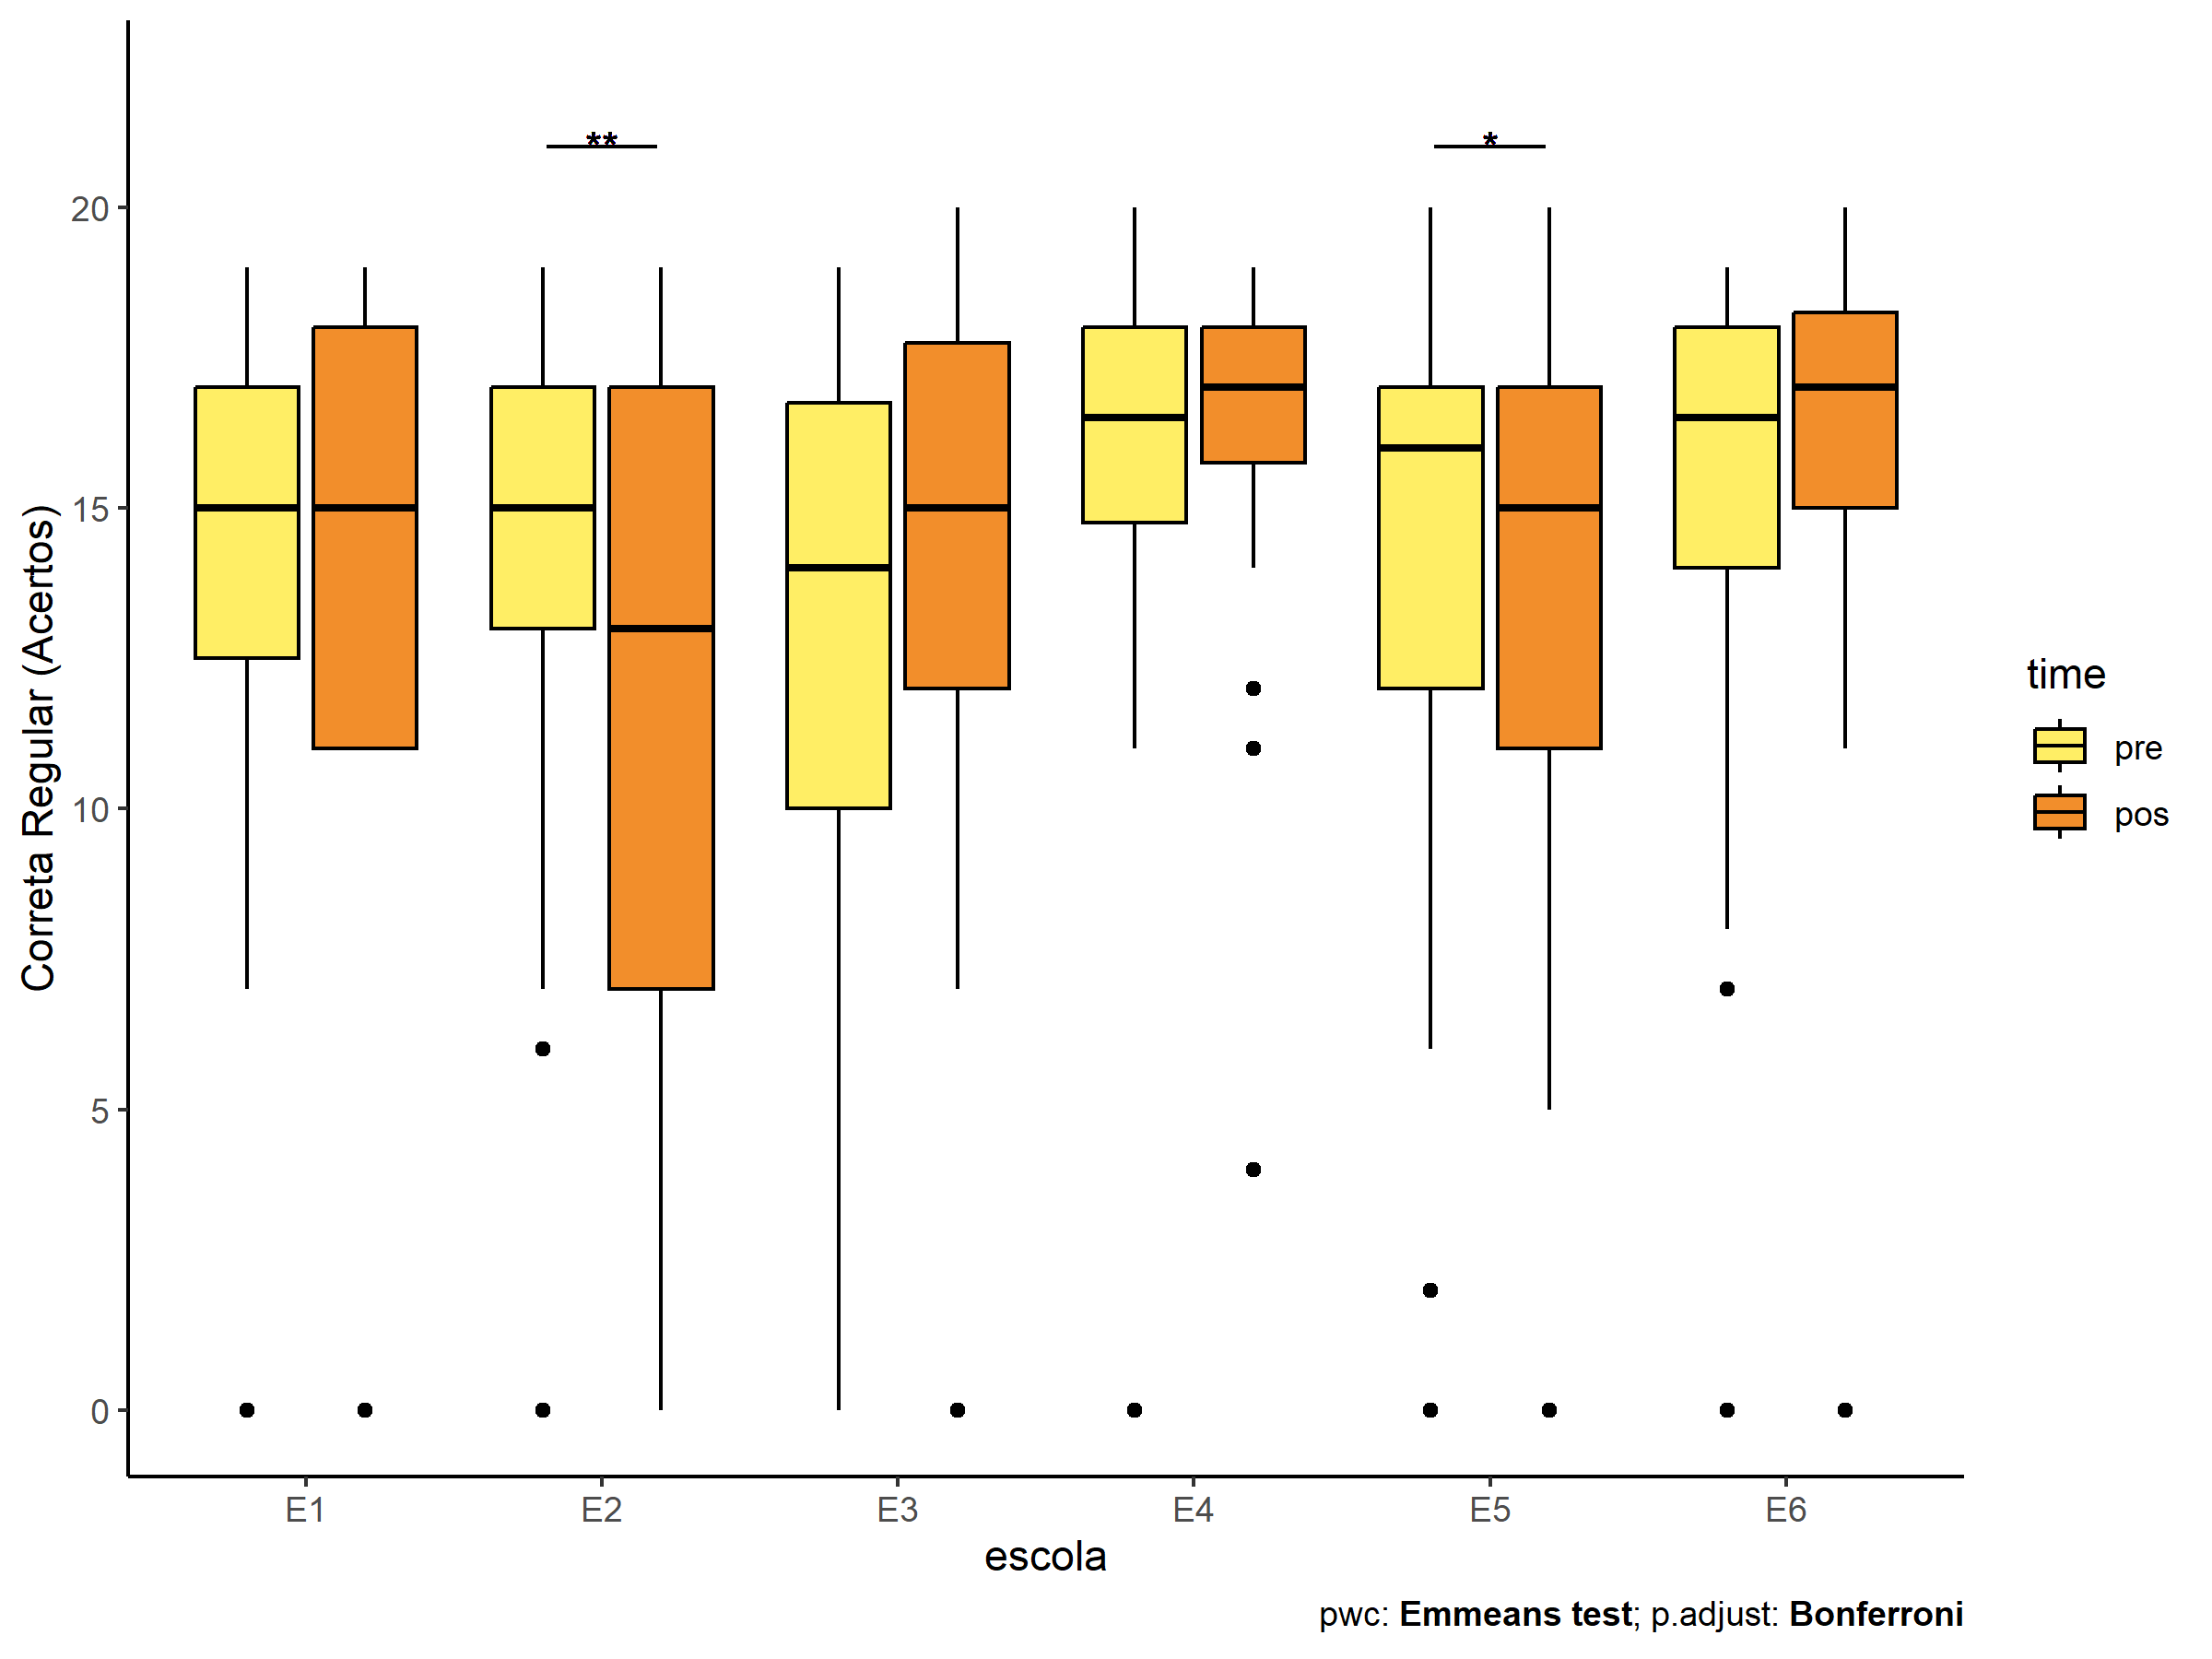 ** *
20
15
10
5
0
Correta Regular (Acertos)
E1 E2 E3 E4 E5 E6
escola
time
pre
pos
pwc: Emmeans test; p.adjust: Bonferroni